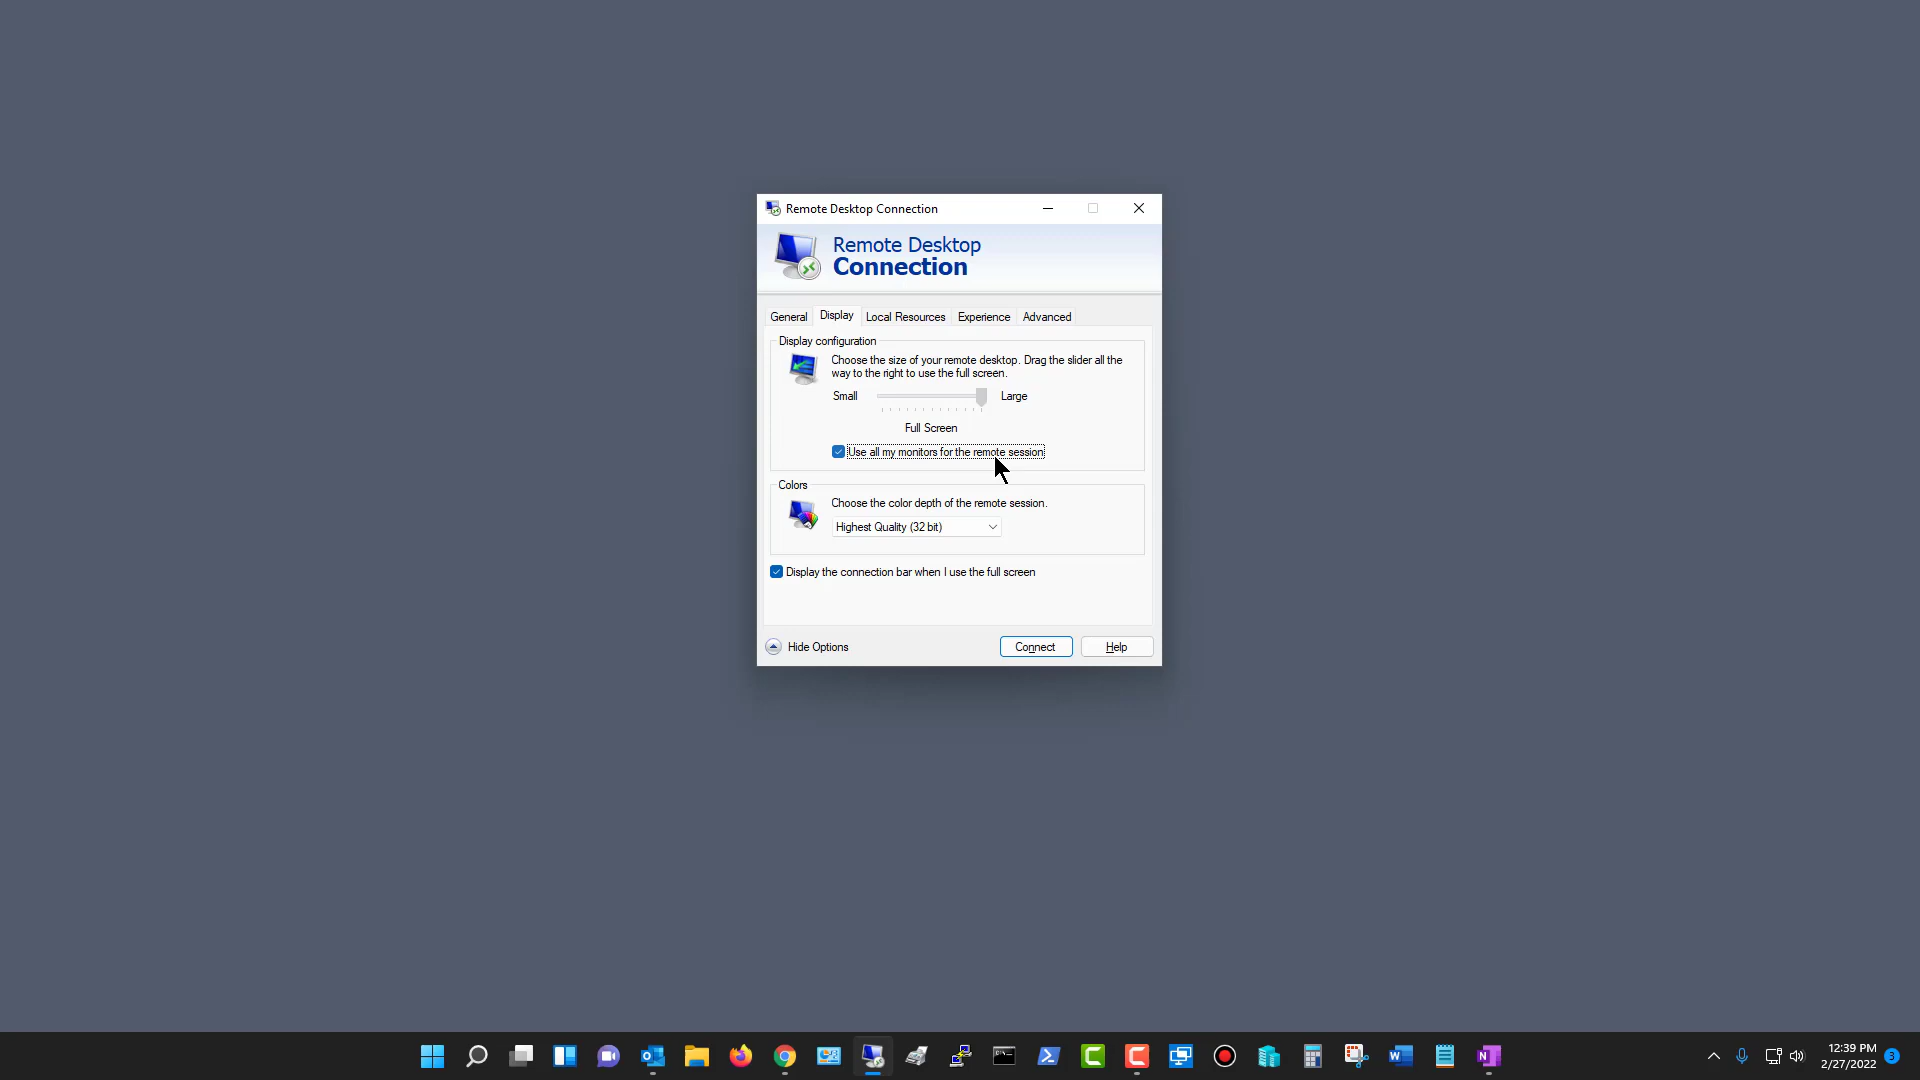 Remote Desktop Connection
Remote Desktop
Connection
General Display Local Resources Experience Advanced
Display configuration
Choose the size of your remote desktop. Drag the slider all the
way to the right to use the full screen.
Small Large
Full Screen
Use all my monitors for the remote session
Colors
Choose the color depth of the remote session.
Highest Quality (32 bit)
Display the connection bar when I use the full screen
Hide Options Connect Help
12:39 PM
2/27/2022
3